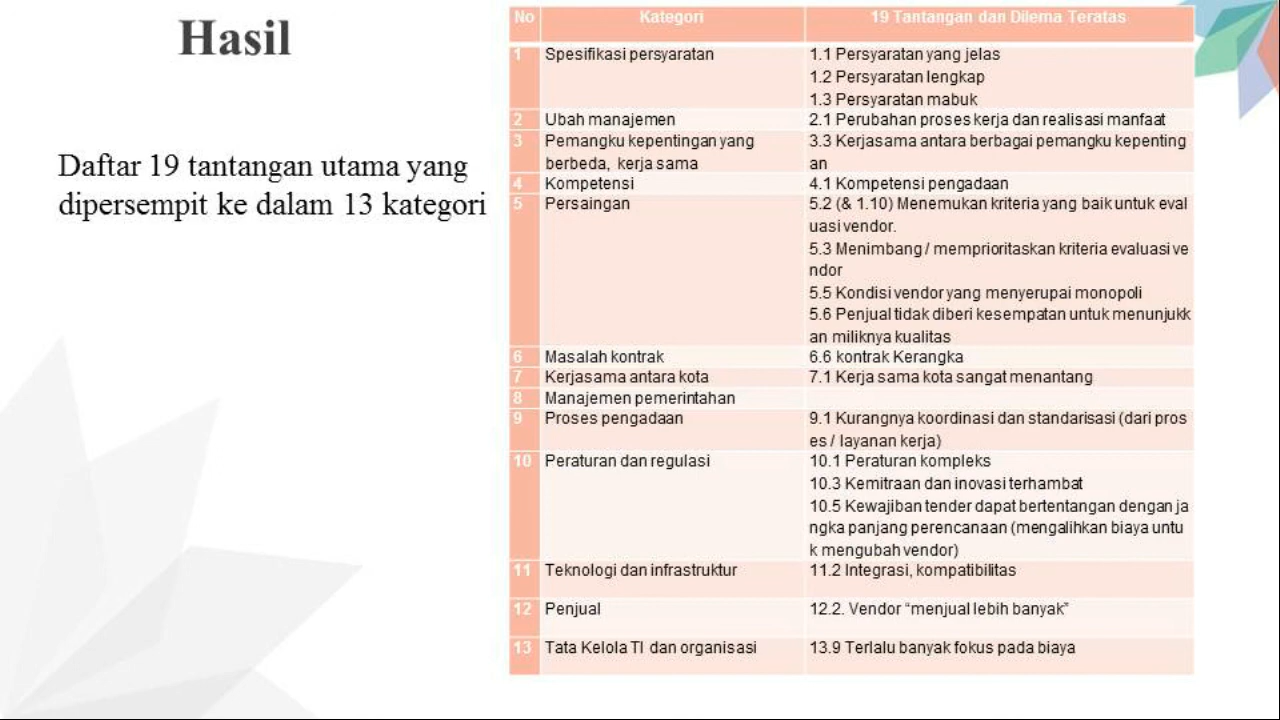 Hasil
Daftar 19 tantangan utama yang
dipersempit ke dalam 13 kategori
No Kategori 19 Tantangan dan Dilema Teratas
1 Spesifikasi persyaratan 1.1 Persyaratan yang jelas
1.2 Persyaratan lengkap
1.3 Persyaratan mabuk
2 Ubah manajemen 2.1 Perubahan proses kerja dan realisasi manfaat
3 Pemangku kepentingan yang 3.3 Kerjasama antara berbagai pemangku kepenting
berbeda, kerja sama an
4 Kompetensi 4.1 Kompetensi pengadaan
5 Persaingan 5.2 (& 1.10) Menemukan kriteria yang baik untuk eval
uasi vendor.
5.3 Menimbang / memprioritaskan kriteria evaluasi ve
ndor
5.5 Kondisi vendor yang menyerupai monopoli
5.6 Penjual tidak diberi kesempatan untuk menunjukk
an miliknya kualitas
6 Masalah kontrak 6.6 kontrak Kerangka
7 Kerjasama antara kota 7.1 Kerja sama kota sangat menantang
8 Manajemen pemerintahan
9 Proses pengadaan 9.1 Kurangnya koordinasi dan standarisasi (dari pros
es / layanan kerja)
10 Peraturan dan regulasi 10.1 Peraturan kompleks
10.3 Kemitraan dan inovasi terhambat
10.5 Kewajiban tender dapat bertentangan dengan ja
ngka panjang perencanaan (mengalihkan biaya untu
k mengubah vendor)
11 Teknologi dan infrastruktur 11.2 Integrasi, kompatibilitas
12 Penjual 12.2. Vendor “menjual lebih banyak”
13 Tata Kelola TI dan organisasi 13.9 Terlalu banyak fokus pada biaya